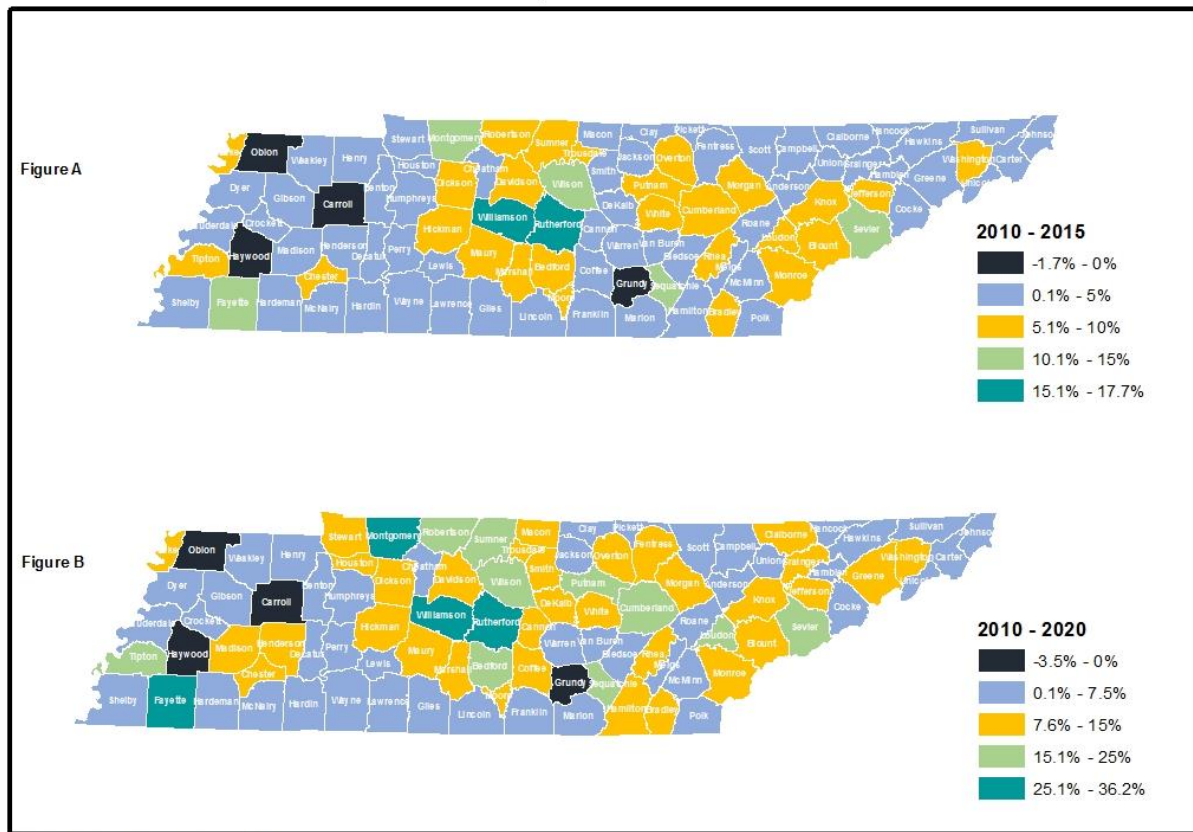 Figure A
Stewart
Montgomery
Robertson
Sumner
Macon
Clay
Pickett
Fentress
Scott
Campbell
Claiborne
Hancock
Hawkins
Sullivan
Johnson
Obion
Weakley
Henry
Houston
Trousdale
Jackson
Overton
Union
Grainger
Hamblen
Greene
Washington
Carter
Dyer
Gibson
Carroll
Benton
Humphreys
Dickson
Cheatham
Davidson
Wilson
Smith
Putnam
Morgan
Anderson
Knox
Jefferson
Cocke
Crockett
Haywood
Madison
Henderson
Decatur
Perry
Hickman
Williamson
Rutherford
Cannon
DeKalb
White
Cumberland
Roane
Loudon
Blount
Sevier
Tipton
Chester
Lewis
Maury
Marshall
Bedford
Coffee
Warren
Van Buren
Bledsoe
Rhea
Meigs
McMinn
Monroe
Shelby
Fayette
Hardeman
McNairy
Hardin
Wayne
Lawrence
Giles
Lincoln
Moore
Franklin
Grundy
Marion
Sequatchie
Hamilton
Bradley
Polk
2010 - 2015
-1.7% - 0%
0.1% - 5%
5.1% - 10%
10.1% - 15%
15.1% - 17.7%
Figure B
Stewart
Montgomery
Robertson
Sumner
Macon
Clay
Pickett
Fentress
Scott
Campbell
Claiborne
Hancock
Hawkins
Sullivan
Johnson
Obion
Weakley
Henry
Houston
Trousdale
Jackson
Overton
Union
Grainger
Hamblen
Greene
Washington
Carter
Dyer
Gibson
Carroll
Benton
Humphreys
Dickson
Cheatham
Davidson
Wilson
Smith
Putnam
Morgan
Anderson
Knox
Jefferson
Cocke
Crockett
Haywood
Madison
Henderson
Decatur
Perry
Hickman
Williamson
Rutherford
Cannon
DeKalb
White
Cumberland
Roane
Loudon
Blount
Sevier
Tipton
Chester
Lewis
Maury
Marshall
Bedford
Coffee
Warren
Van Buren
Bledsoe
Rhea
Meigs
McMinn
Monroe
Shelby
Fayette
Hardeman
McNairy
Hardin
Wayne
Lawrence
Giles
Lincoln
Moore
Franklin
Grundy
Marion
Sequatchie
Hamilton
Bradley
Polk
2010 - 2020
-3.5% - 0%
0.1% - 7.5%
7.6% - 15%
15.1% - 25%
25.1% - 36.2%